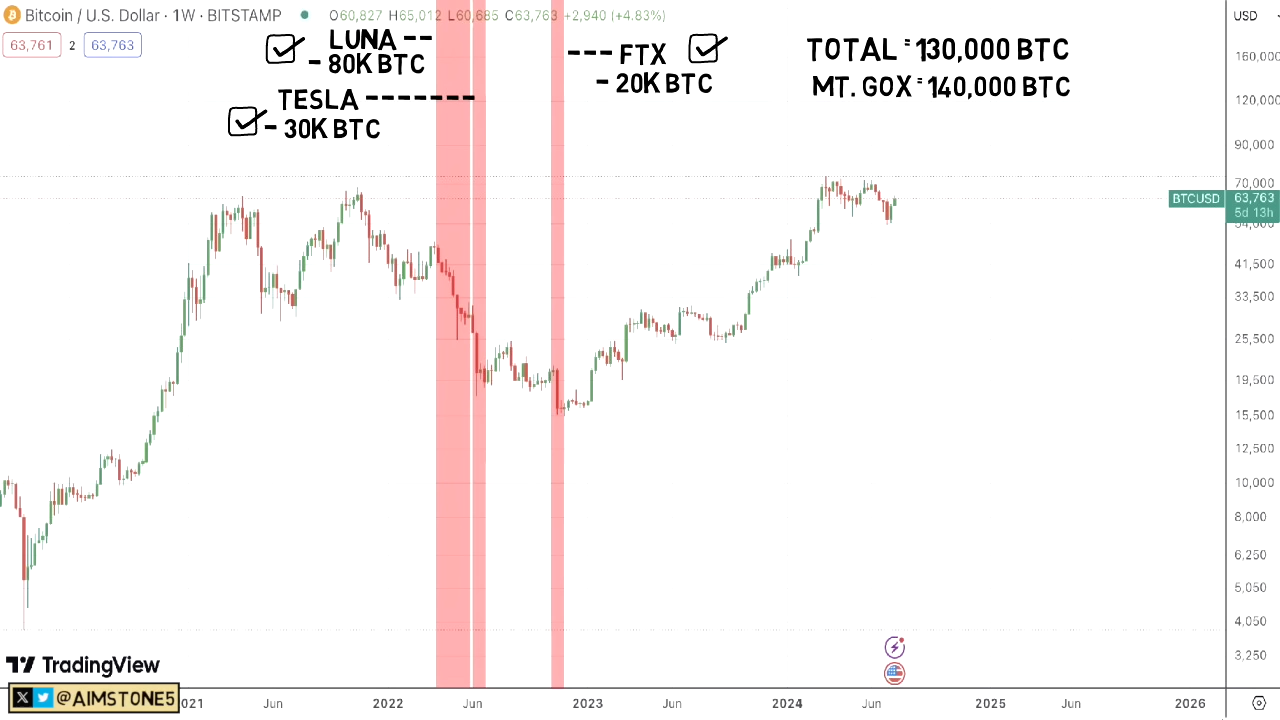 Bitcoin / U.S. Dollar · 1W · BITSTAMP O60,827 H65,012 L60,685 C63,763 +2,940 (+4.83%)
USD
63,761 2 63,763
LUNA --
- 80K BTC
TESLA -------
- 30K BTC
--- FTX
- 20K BTC
TOTAL = 130,000 BTC
MT. GOX = 140,000 BTC
160,000
120,000
90,000
70,000
BTCUSD 63,763
5d 13h
54,000
41,500
33,500
25,500
19,500
15,500
12,500
10,000
8,000
6,250
5,050
4,050
3,250
TradingView
X @AIMSTONE5
021 Jun 2022 Jun 2023 Jun 2024 Jun 2025 Jun 2026